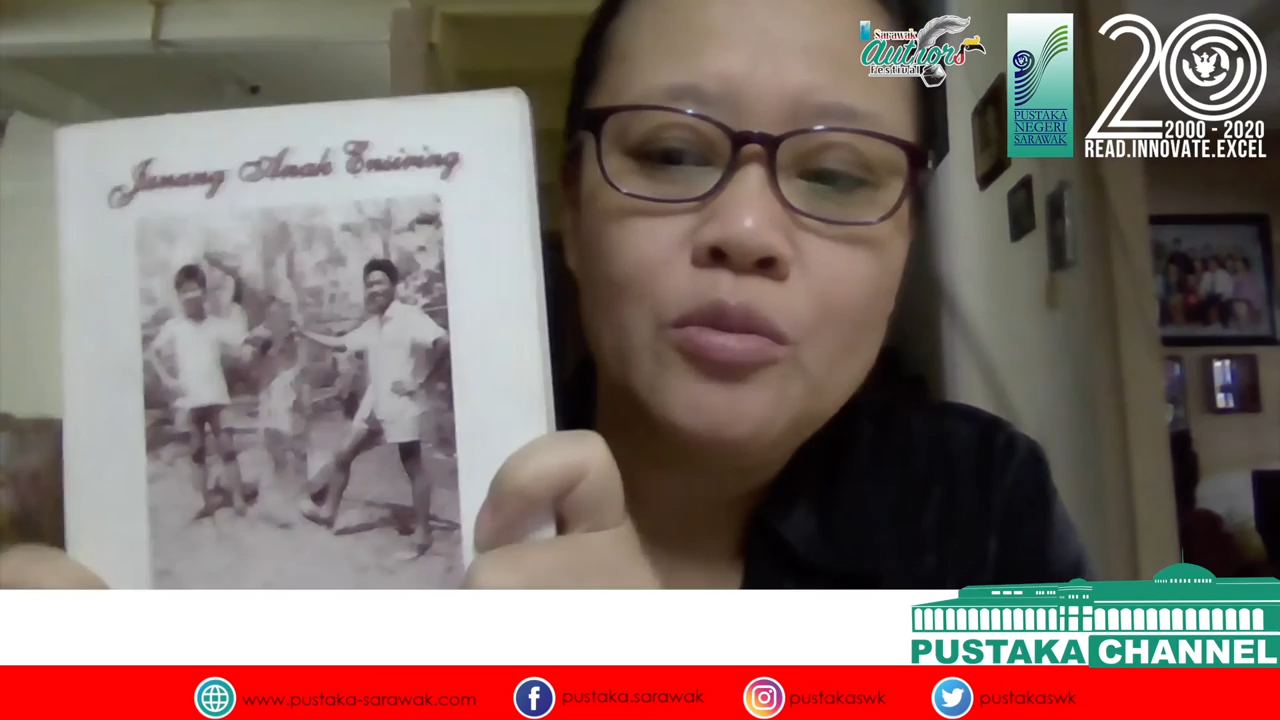 Sarawak
Authors
Festival
PUSTAKA
NEGERI
SARAWAK
20
2000 - 2020
READ.INNOVATE.EXCEL
Junang Anak Ensiring
PUSTAKA CHANNEL
www.pustaka-sarawak.com
pustaka.sarawak
pustakaswk
pustakaswk